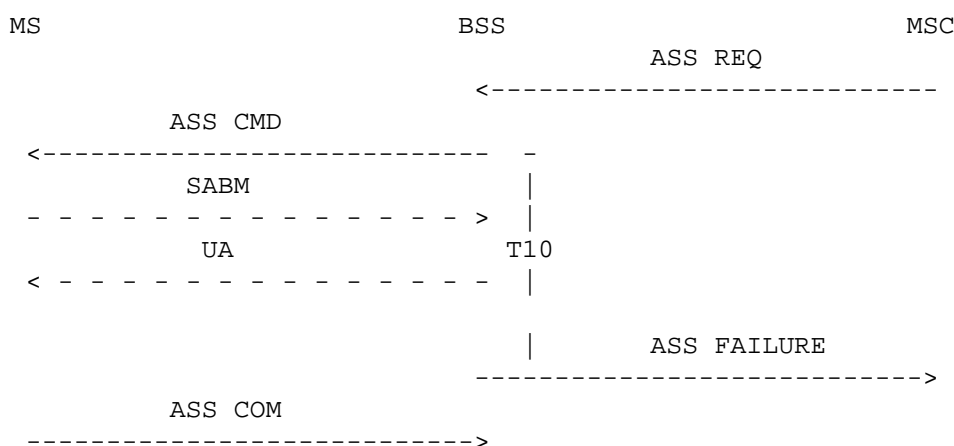 MS BSS MSC
ASS REQ
<----------------------------
ASS CMD
<---------------------------- -
SABM |
- - - - - - - - - - - - - - > |
UA T10
< - - - - - - - - - - - - - - |
| ASS FAILURE
---------------------------->
ASS COM
---------------------------->